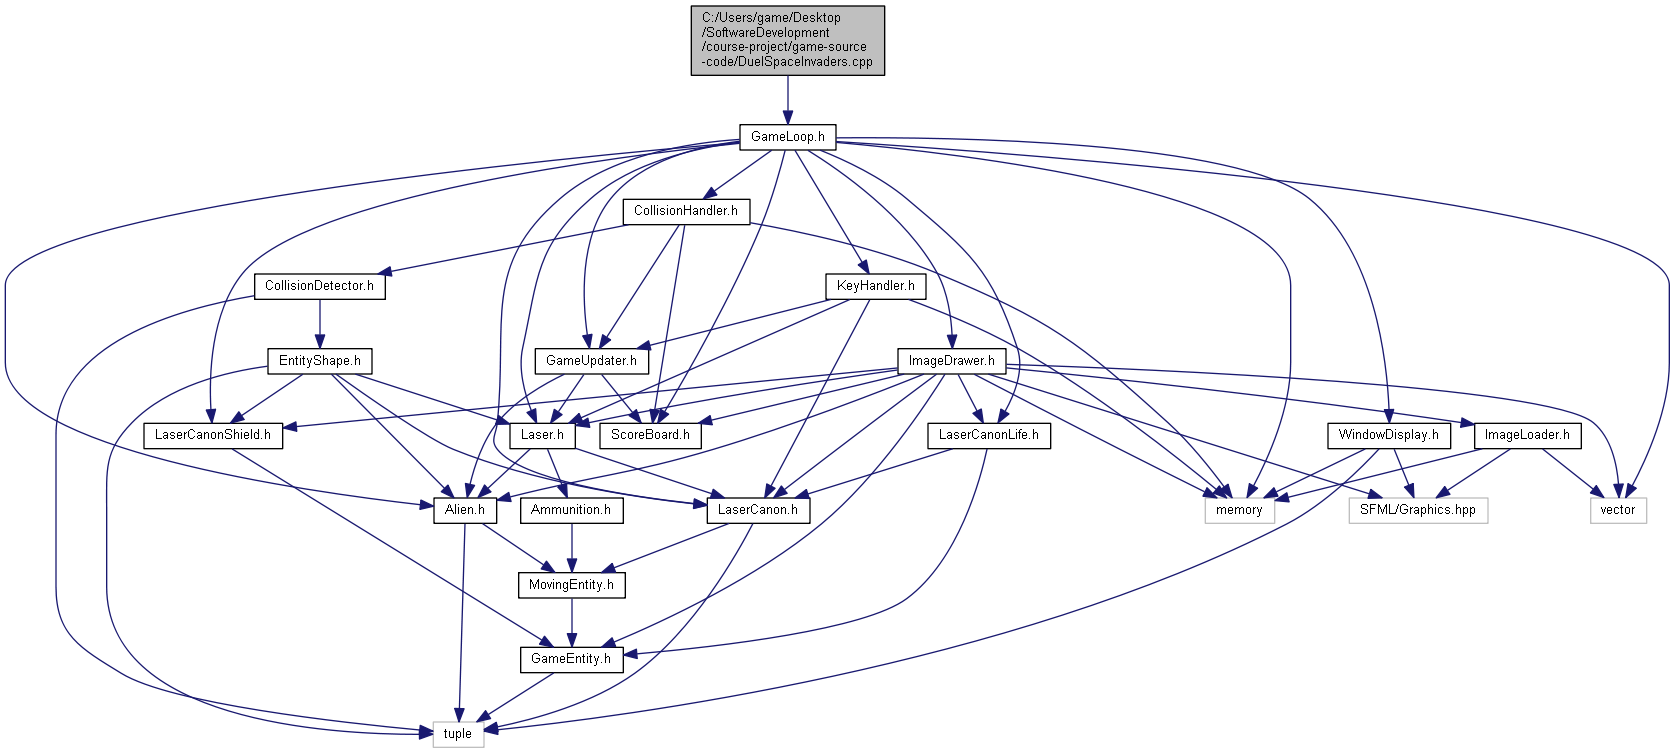 C:/Users/game/Desktop
/SoftwareDevelopment
/course-project/game-source
-code/DuelSpaceInvaders.cpp
GameLoop.h
CollisionHandler.h
CollisionDetector.h
KeyHandler.h
EntityShape.h
GameUpdater.h
ImageDrawer.h
LaserCanonShield.h
Laser.h
ScoreBoard.h
LaserCanonLife.h
WindowDisplay.h
ImageLoader.h
Alien.h
Ammunition.h
LaserCanon.h
memory
SFML/Graphics.hpp
vector
MovingEntity.h
GameEntity.h
tuple